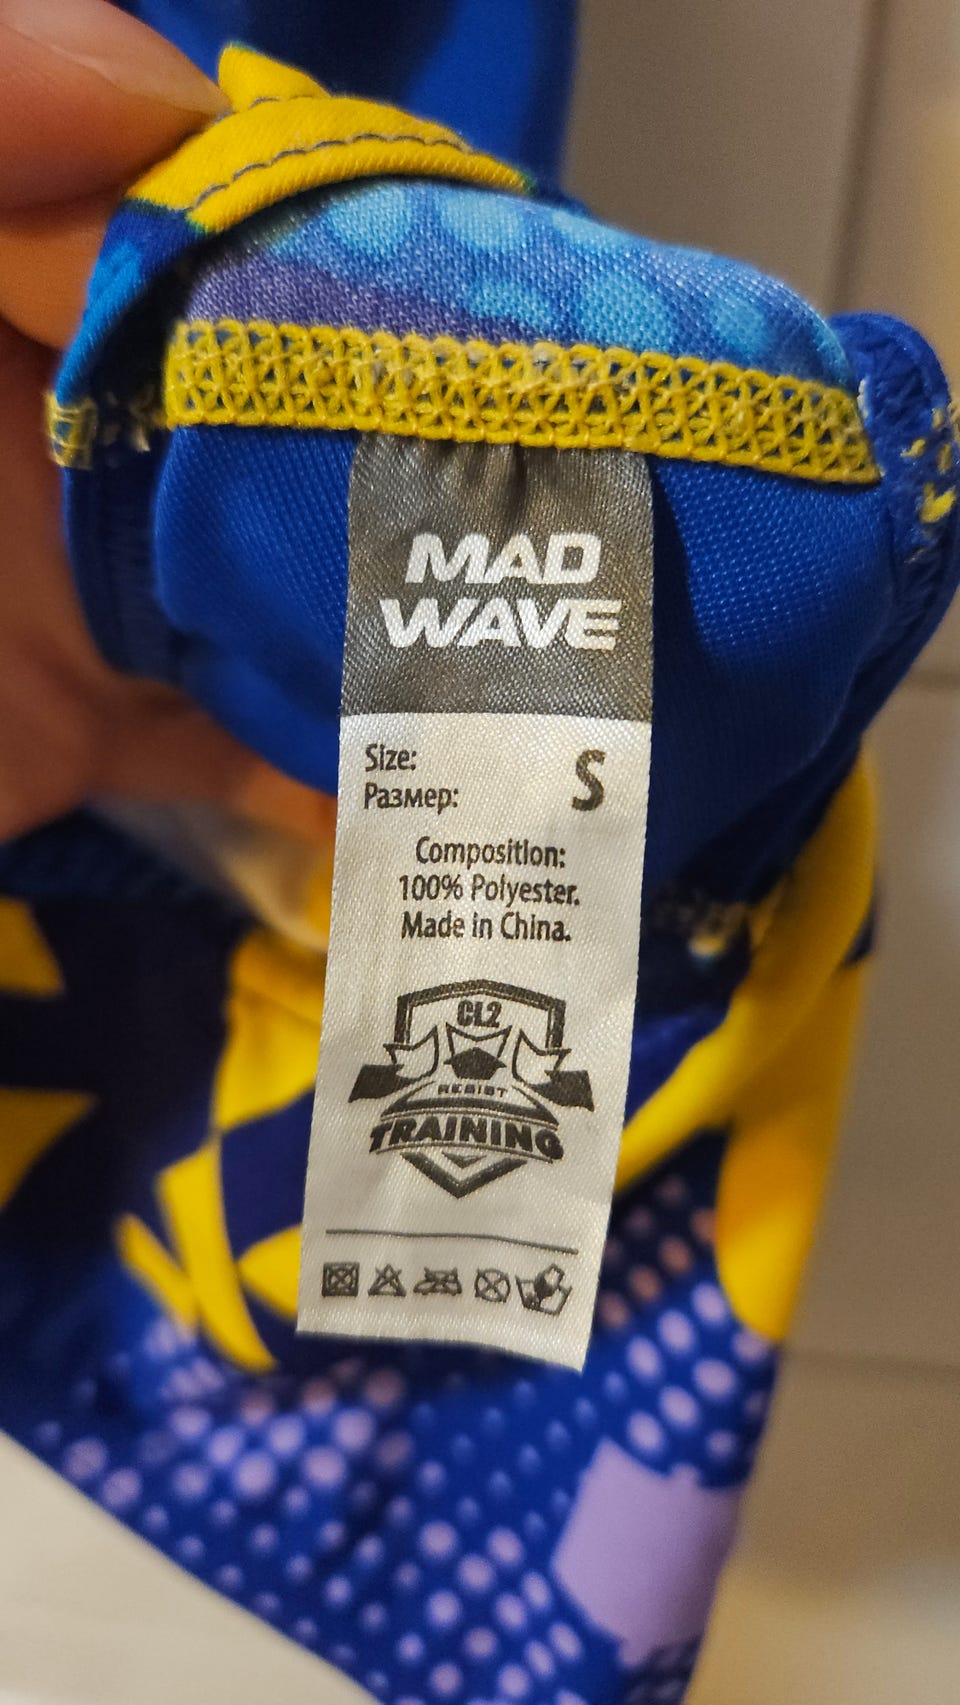 MAD
WAVE
Size: S
Размер:
Composition:
100% Polyester.
Made in China.
CL2
RESIST
TRAINING